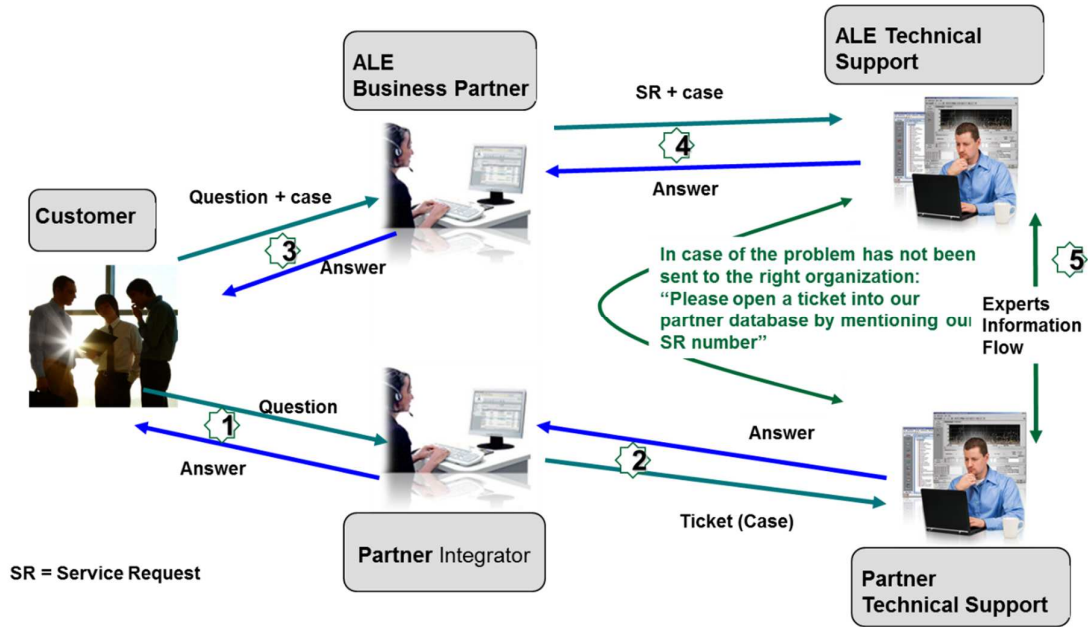 ALE
Business Partner
ALE Technical
Support
SR + case
4
Answer
Customer
Question + case
3
Answer
In case of the problem has not been
sent to the right organization:
“Please open a ticket into our
partner database by mentioning ou
SR number”
5
Experts
Information
Flow
Question
1
Answer
Answer
2
Ticket (Case)
Partner Integrator
SR = Service Request
Partner
Technical Support